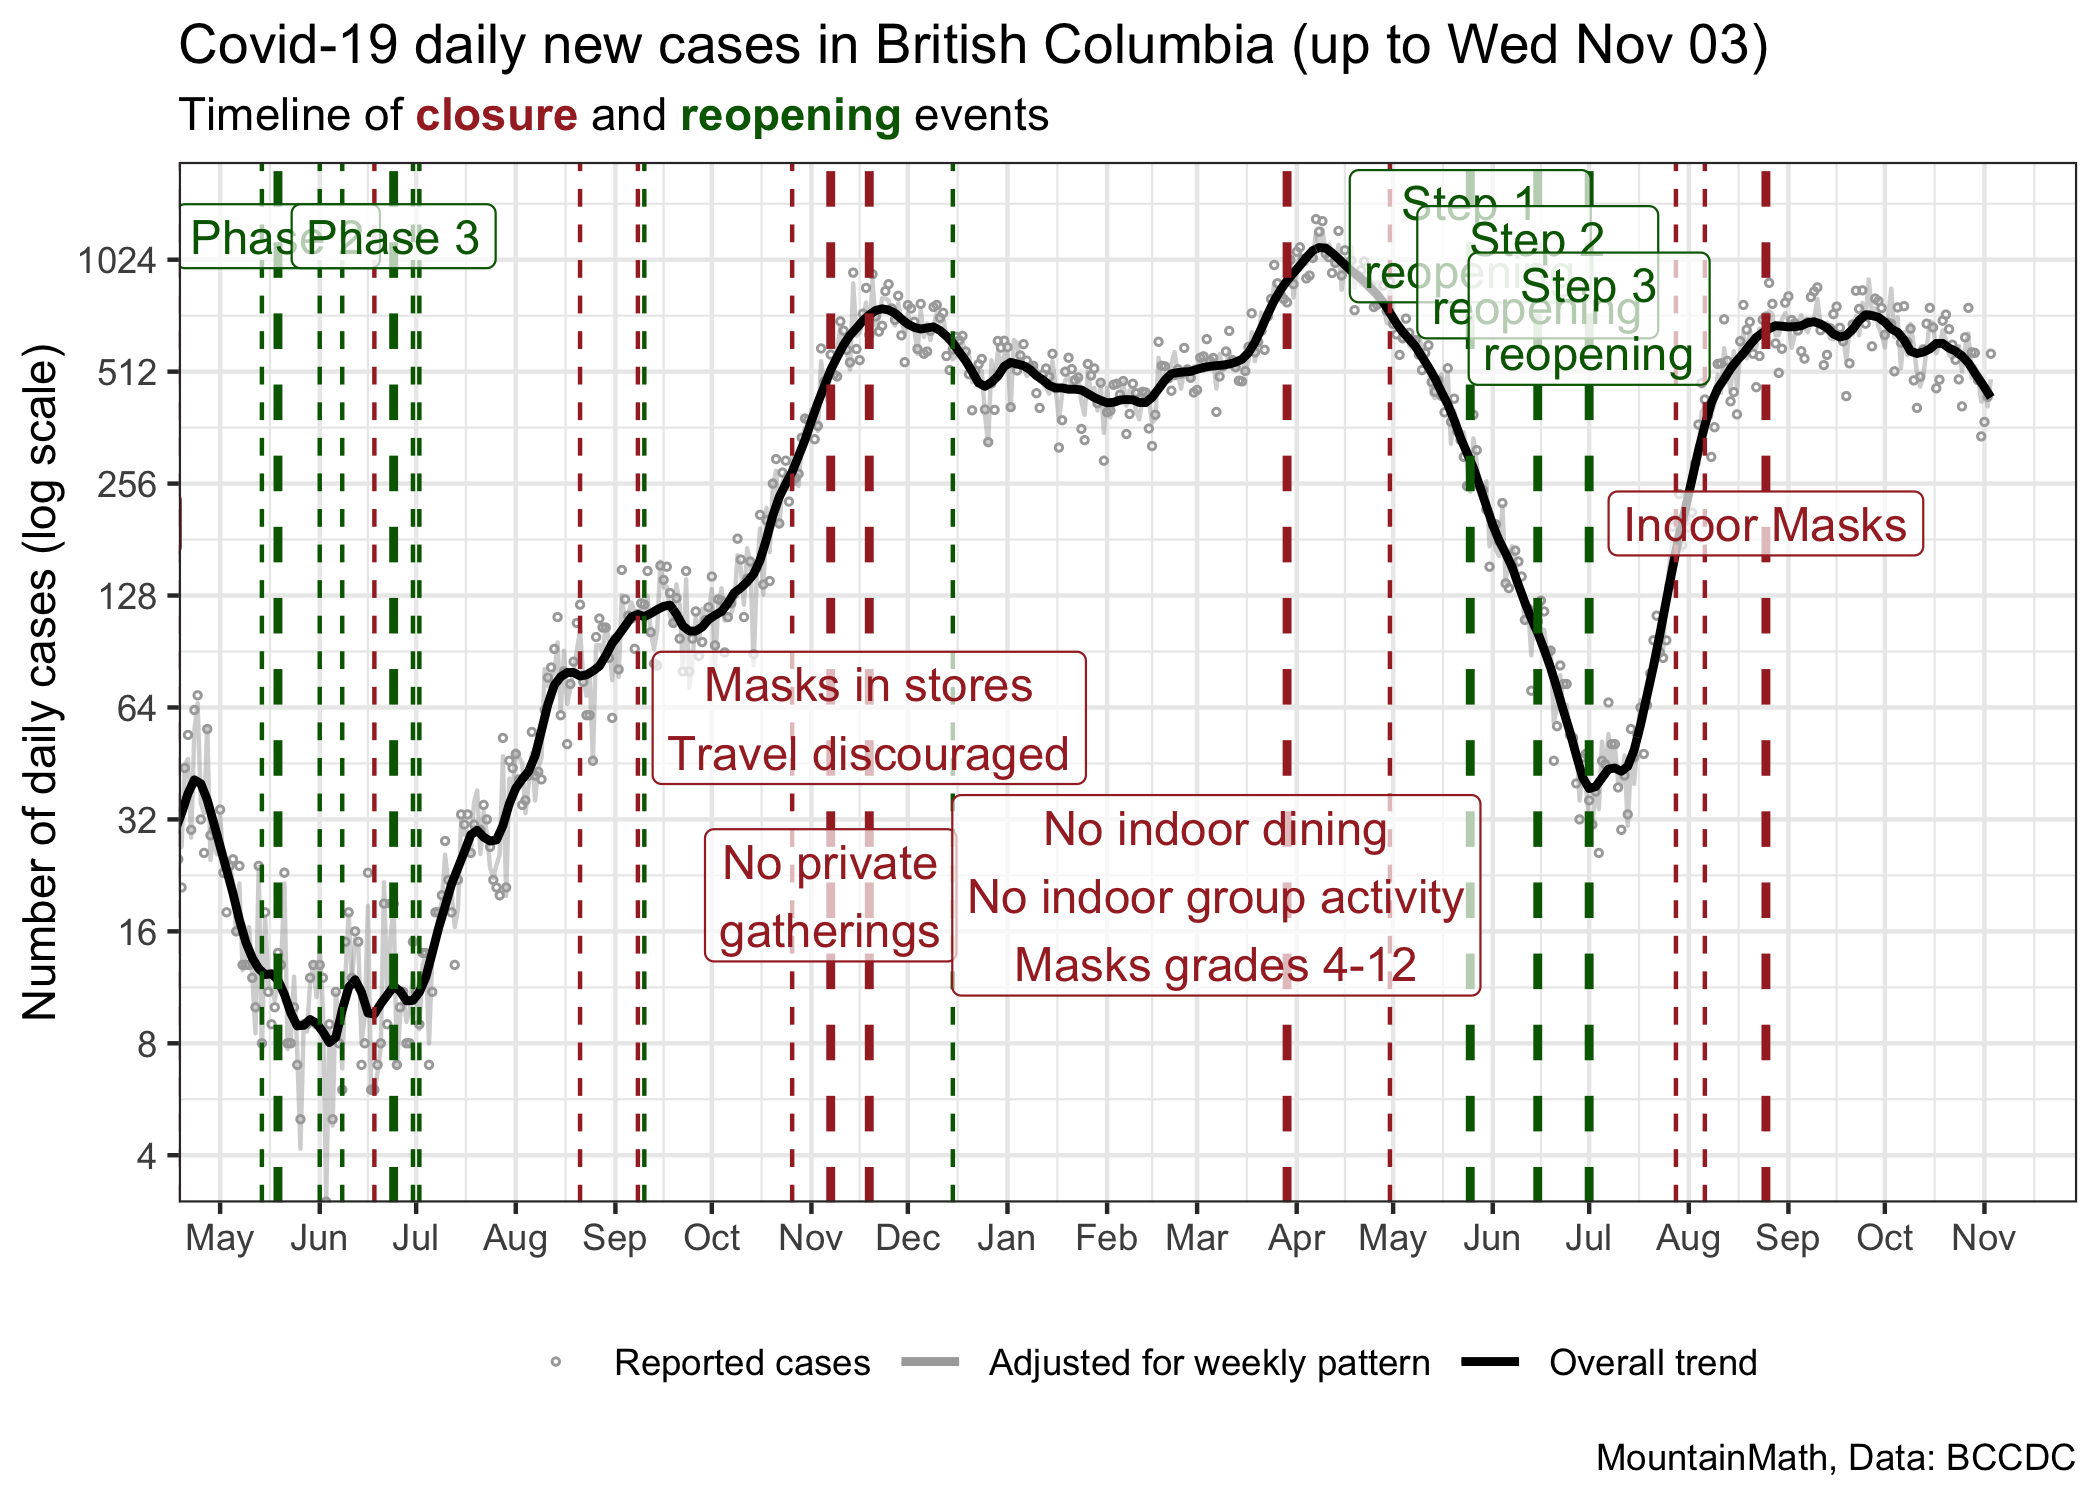 Covid-19 daily new cases in British Columbia (up to Wed Nov 03)
Timeline of closure and reopening events
Number of daily cases (log scale)
1024
512
256
128
64
32
16
8
4
Phase 2
Phase 3
Step 1
reopening
Step 2
reopening
Step 3
reopening
Indoor Masks
Masks in stores
Travel discouraged
No private
gatherings
No indoor dining
No indoor group activity
Masks grades 4-12
May Jun Jul Aug Sep Oct Nov Dec Jan Feb Mar Apr May Jun Jul Aug Sep Oct Nov
Reported cases Adjusted for weekly pattern Overall trend
MountainMath, Data: BCCDC